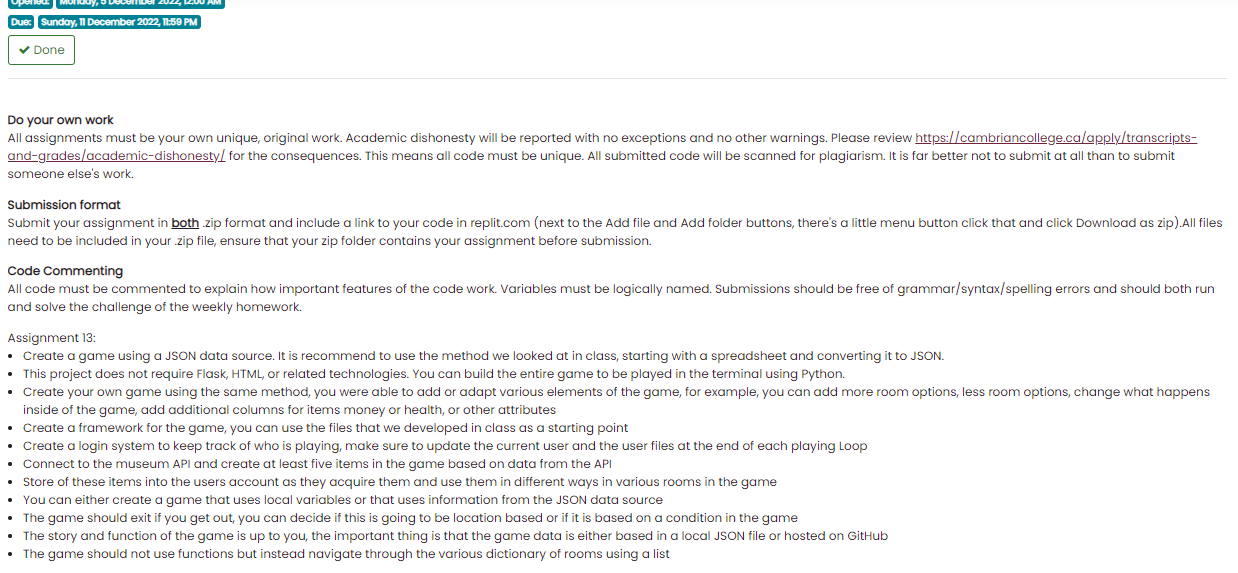 Opened: Monday, 5 December 2022, 12:00 AM
Due: Sunday, 11 December 2022, 11:59 PM
✔ Done
Do your own work
All assignments must be your own unique, original work. Academic dishonesty will be reported with no exceptions and no other warnings. Please review https://cambriancollege.ca/apply/transcripts-
and-grades/academic-dishonesty/ for the consequences. This means all code must be unique. All submitted code will be scanned for plagiarism. It is far better not to submit at all than to submit
someone else's work.
Submission format
Submit your assignment in both .zip format and include a link to your code in replit.com (next to the Add file and Add folder buttons, there's a little menu button click that and click Download as zip).All files
need to be included in your .zip file, ensure that your zip folder contains your assignment before submission.
Code Commenting
All code must be commented to explain how important features of the code work. Variables must be logically named. Submissions should be free of grammar/syntax/spelling errors and should both run
and solve the challenge of the weekly homework.
Assignment 13:
• Create a game using a JSON data source. It is recommend to use the method we looked at in class, starting with a spreadsheet and converting it to JSON.
• This project does not require Flask, HTML, or related technologies. You can build the entire game to be played in the terminal using Python.
• Create your own game using the same method, you were able to add or adapt various elements of the game, for example, you can add more room options, less room options, change what happens
inside of the game, add additional columns for items money or health, or other attributes
• Create a framework for the game, you can use the files that we developed in class as a starting point
• Create a login system to keep track of who is playing, make sure to update the current user and the user files at the end of each playing Loop
• Connect to the museum API and create at least five items in the game based on data from the API
• Store of these items into the users account as they acquire them and use them in different ways in various rooms in the game
• You can either create a game that uses local variables or that uses information from the JSON data source
• The game should exit if you get out, you can decide if this is going to be location based or if it is based on a condition in the game
• The story and function of the game is up to you, the important thing is that the game data is either based in a local JSON file or hosted on GitHub
• The game should not use functions but instead navigate through the various dictionary of rooms using a list